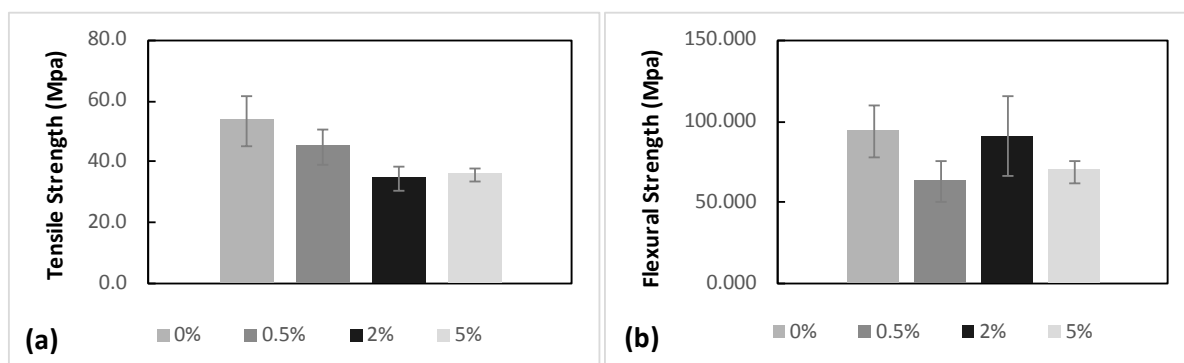 80.0
60.0
40.0
20.0
0.0
Tensile Strength (Mpa)
(a)
0% 0.5% 2% 5%
150.000
100.000
50.000
0.000
Flexural Strength (Mpa)
(b)
0% 0.5% 2% 5%